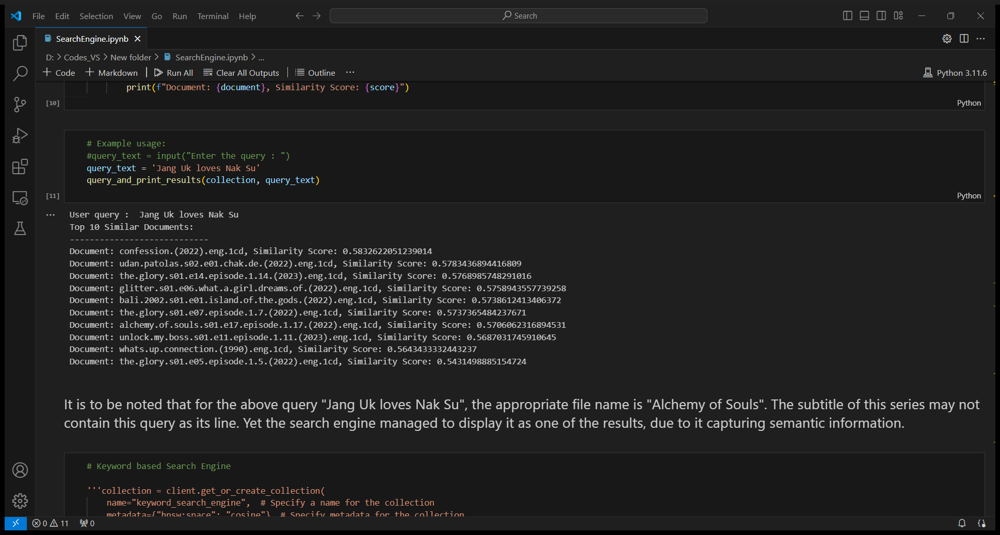 File Edit Selection View Go Run Terminal Help
Search
SearchEngine.ipynb
D: > Codes_VS > New folder > SearchEngine.ipynb > ...
+ Code + Markdown | Run All Clear All Outputs | Outline ...
Python 3.11.6
print(f"Document: {document}, Similarity Score: {score}")
[10]
Python
# Example usage:
#query_text = input("Enter the query : ")
query_text = 'Jang Uk loves Nak Su'
query_and_print_results(collection, query_text)
[11]
Python
... User query :  Jang Uk loves Nak Su
Top 10 Similar Documents:
----------------------------
Document: confession.(2022).eng.1cd, Similarity Score: 0.5832622051239014
Document: udan.patolas.s02.e01.chak.de.(2022).eng.1cd, Similarity Score: 0.5783436894416809
Document: the.glory.s01.e14.episode.1.14.(2023).eng.1cd, Similarity Score: 0.5768985748291016
Document: glitter.s01.e06.what.a.girl.dreams.of.(2022).eng.1cd, Similarity Score: 0.5758943557739258
Document: bali.2002.s01.e01.island.of.the.gods.(2022).eng.1cd, Similarity Score: 0.5738612413406372
Document: the.glory.s01.e07.episode.1.7.(2022).eng.1cd, Similarity Score: 0.5737365484237671
Document: alchemy.of.souls.s01.e17.episode.1.17.(2022).eng.1cd, Similarity Score: 0.5706062316894531
Document: unlock.my.boss.s01.e11.episode.1.11.(2023).eng.1cd, Similarity Score: 0.5687031745910645
Document: whats.up.connection.(1990).eng.1cd, Similarity Score: 0.5643433332443237
Document: the.glory.s01.e05.episode.1.5.(2022).eng.1cd, Similarity Score: 0.5431498885154724
It is to be noted that for the above query "Jang Uk loves Nak Su", the appropriate file name is "Alchemy of Souls". The subtitle of this series may not
contain this query as its line. Yet the search engine managed to display it as one of the results, due to it capturing semantic information.
# Keyword based Search Engine
'''collection = client.get_or_create_collection(
name="keyword_search_engine",  # Specify a name for the collection
metadata={"hnsw:space": "cosine"}  # Specify metadata for the collection
0 11 0